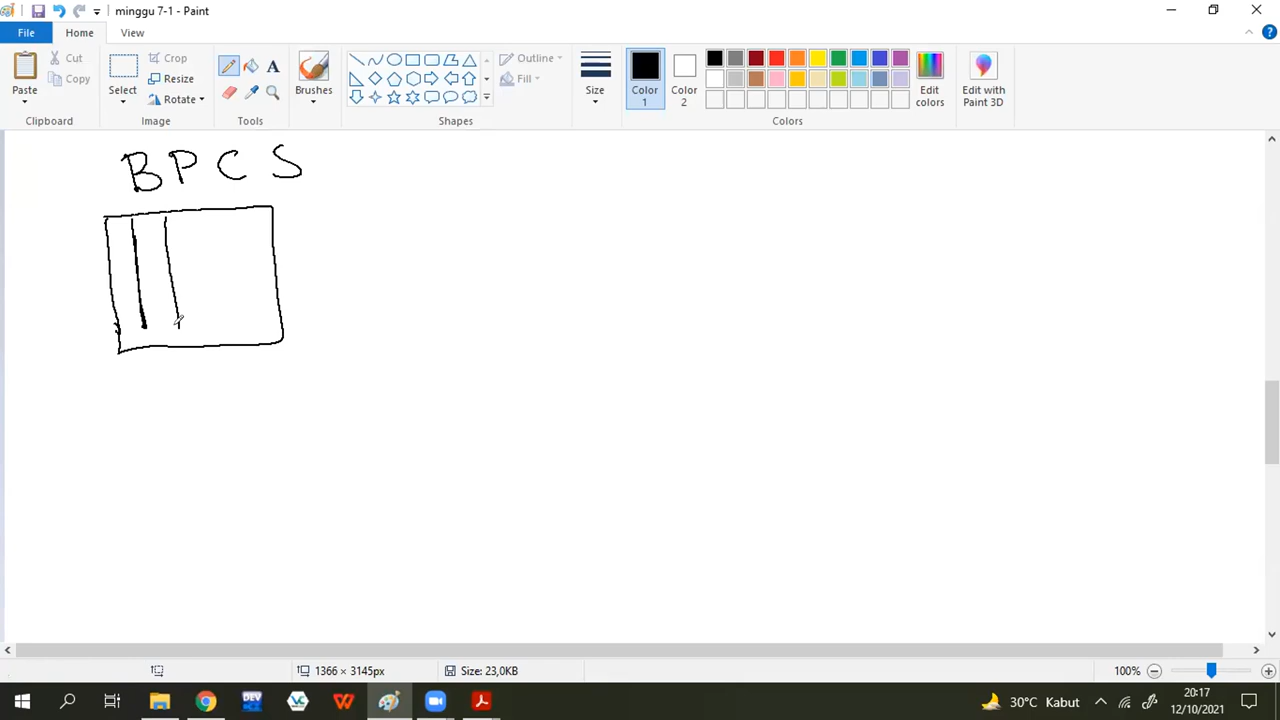 minggu 7-1 - Paint
File Home View
Paste Cut Copy
Select Crop Resize Rotate
A
Brushes
Outline Fill
Size
Color 1 Color 2
Edit colors
Edit with Paint 3D
Clipboard Image Tools Shapes Colors
B P C S
1366 × 3145px Size: 23,0KB 100%
DEV VC W 30°C Kabut 20:17
12/10/2021